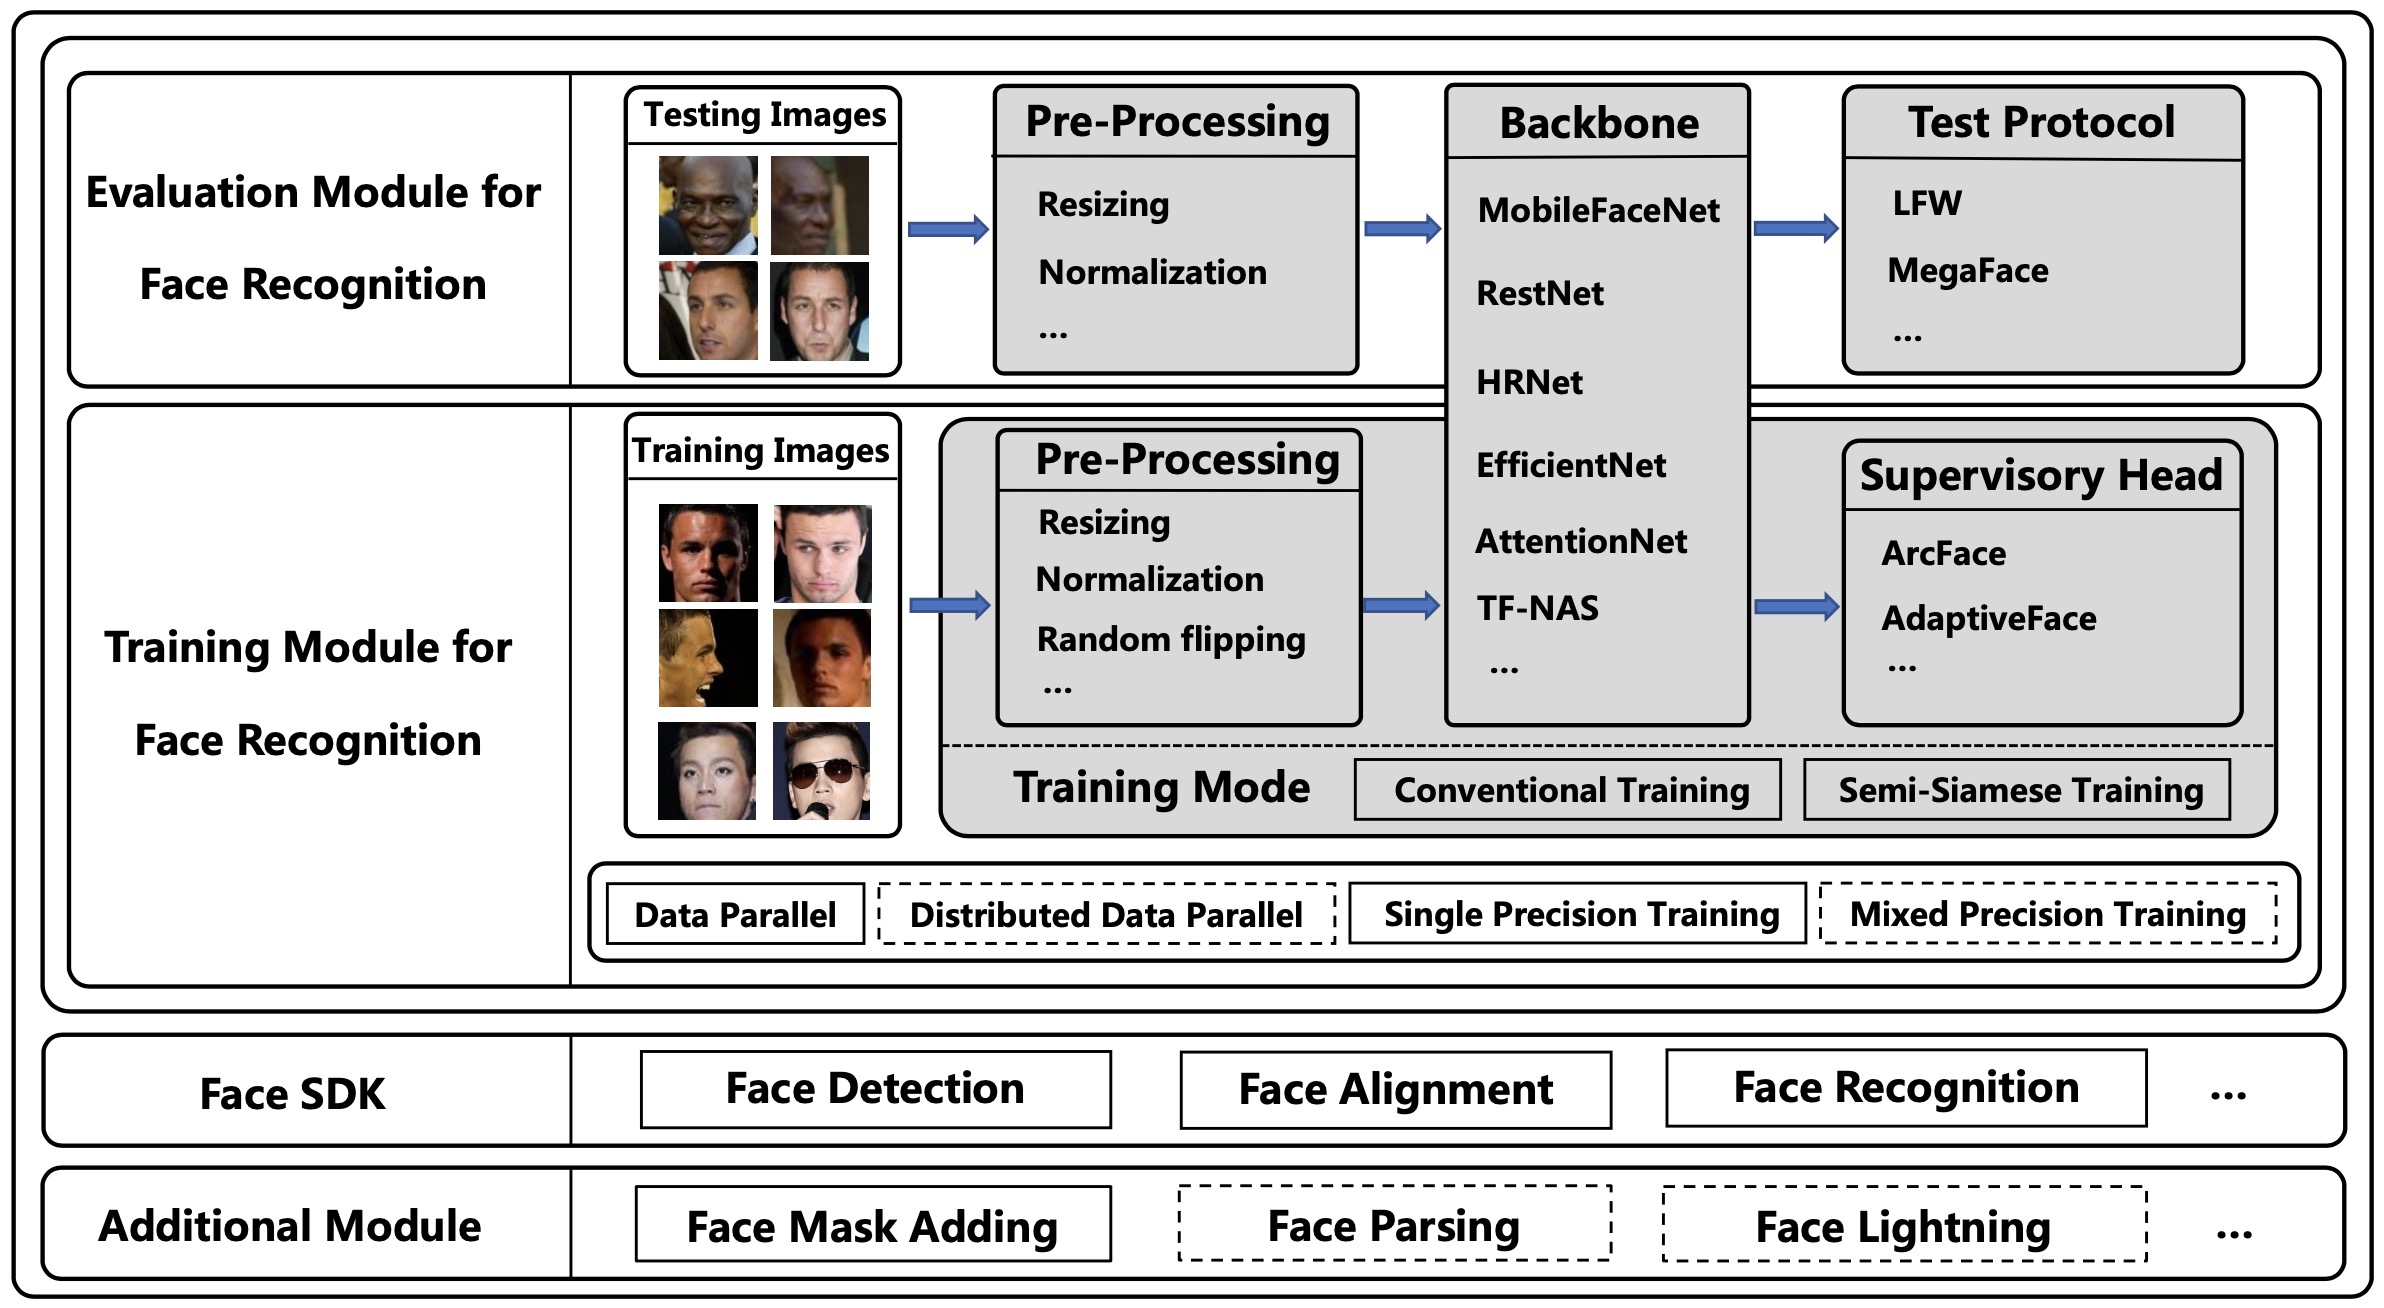 Evaluation Module for
Face Recognition
Testing Images
Pre-Processing
Resizing
Normalization
...
Backbone
MobileFaceNet
RestNet
HRNet
EfficientNet
AttentionNet
TF-NAS
...
Test Protocol
LFW
MegaFace
...
Training Module for
Face Recognition
Training Images
Pre-Processing
Resizing
Normalization
Random flipping
...
Supervisory Head
ArcFace
AdaptiveFace
...
Training Mode
Conventional Training
Semi-Siamese Training
Data Parallel
Distributed Data Parallel
Single Precision Training
Mixed Precision Training
Face SDK
Face Detection
Face Alignment
Face Recognition
...
Additional Module
Face Mask Adding
Face Parsing
Face Lightning
...